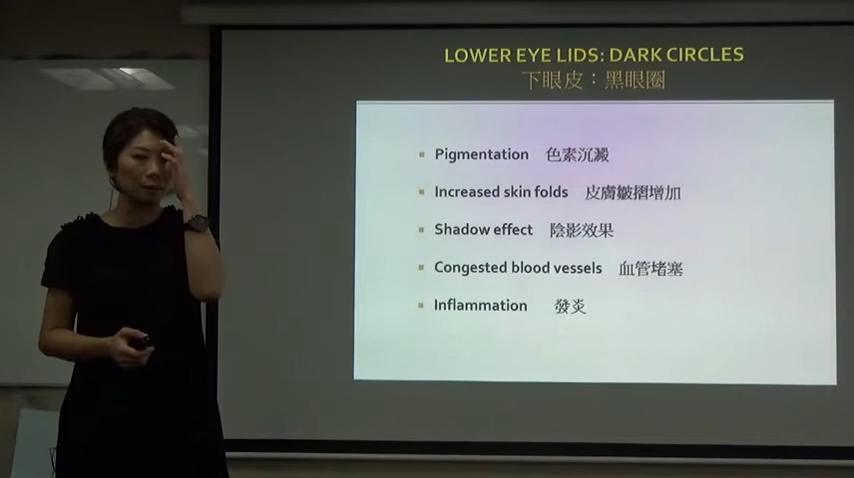 LOWER EYE LIDS: DARK CIRCLES
下眼皮：黑眼圈
Pigmentation 色素沉澱
Increased skin folds 皮膚皺摺增加
Shadow effect 陰影效果
Congested blood vessels 血管堵塞
Inflammation 發炎